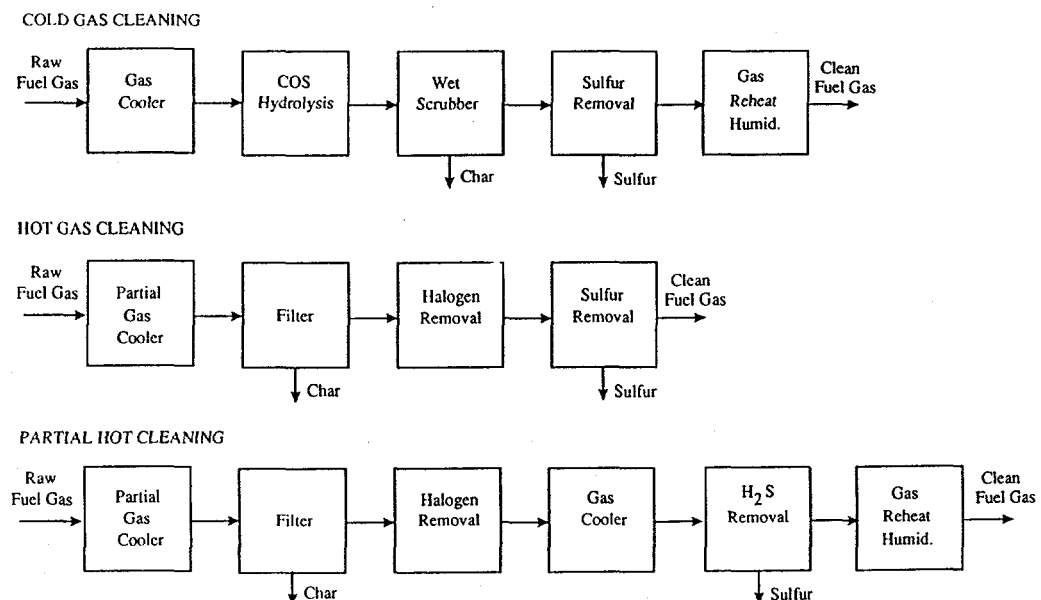 COLD GAS CLEANING
Raw
Fuel Gas
Gas
Cooler
COS
Hydrolysis
Wet
Scrubber
Sulfur
Removal
Gas
Reheat
Humid.
Clean
Fuel Gas
Char
Sulfur
HOT GAS CLEANING
Raw
Fuel Gas
Partial
Gas
Cooler
Filter
Halogen
Removal
Sulfur
Removal
Clean
Fuel Gas
Char
Sulfur
PARTIAL HOT CLEANING
Raw
Fuel Gas
Partial
Gas
Cooler
Filter
Halogen
Removal
Gas
Cooler
H2S
Removal
Gas
Reheat
Humid.
Clean
Fuel Gas
Char
Sulfur